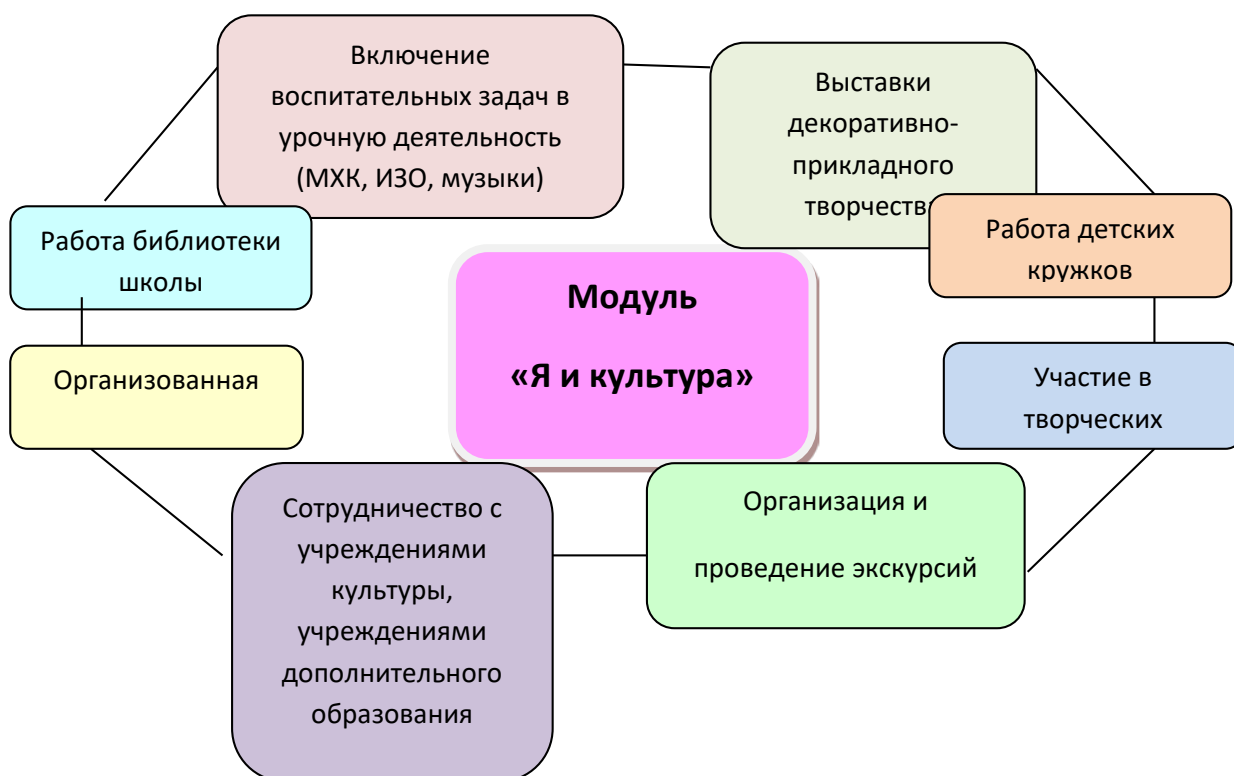 Включение
воспитательных задач в
урочную деятельность
(МХК, ИЗО, музыки)
Выставки
декоративно-
прикладного
творчества
Работа библиотеки
школы
Работа детских
кружков
Модуль
«Я и культура»
Организованная
Участие в
творческих
Сотрудничество с
учреждениями
культуры,
учреждениями
дополнительного
образования
Организация и
проведение экскурсий